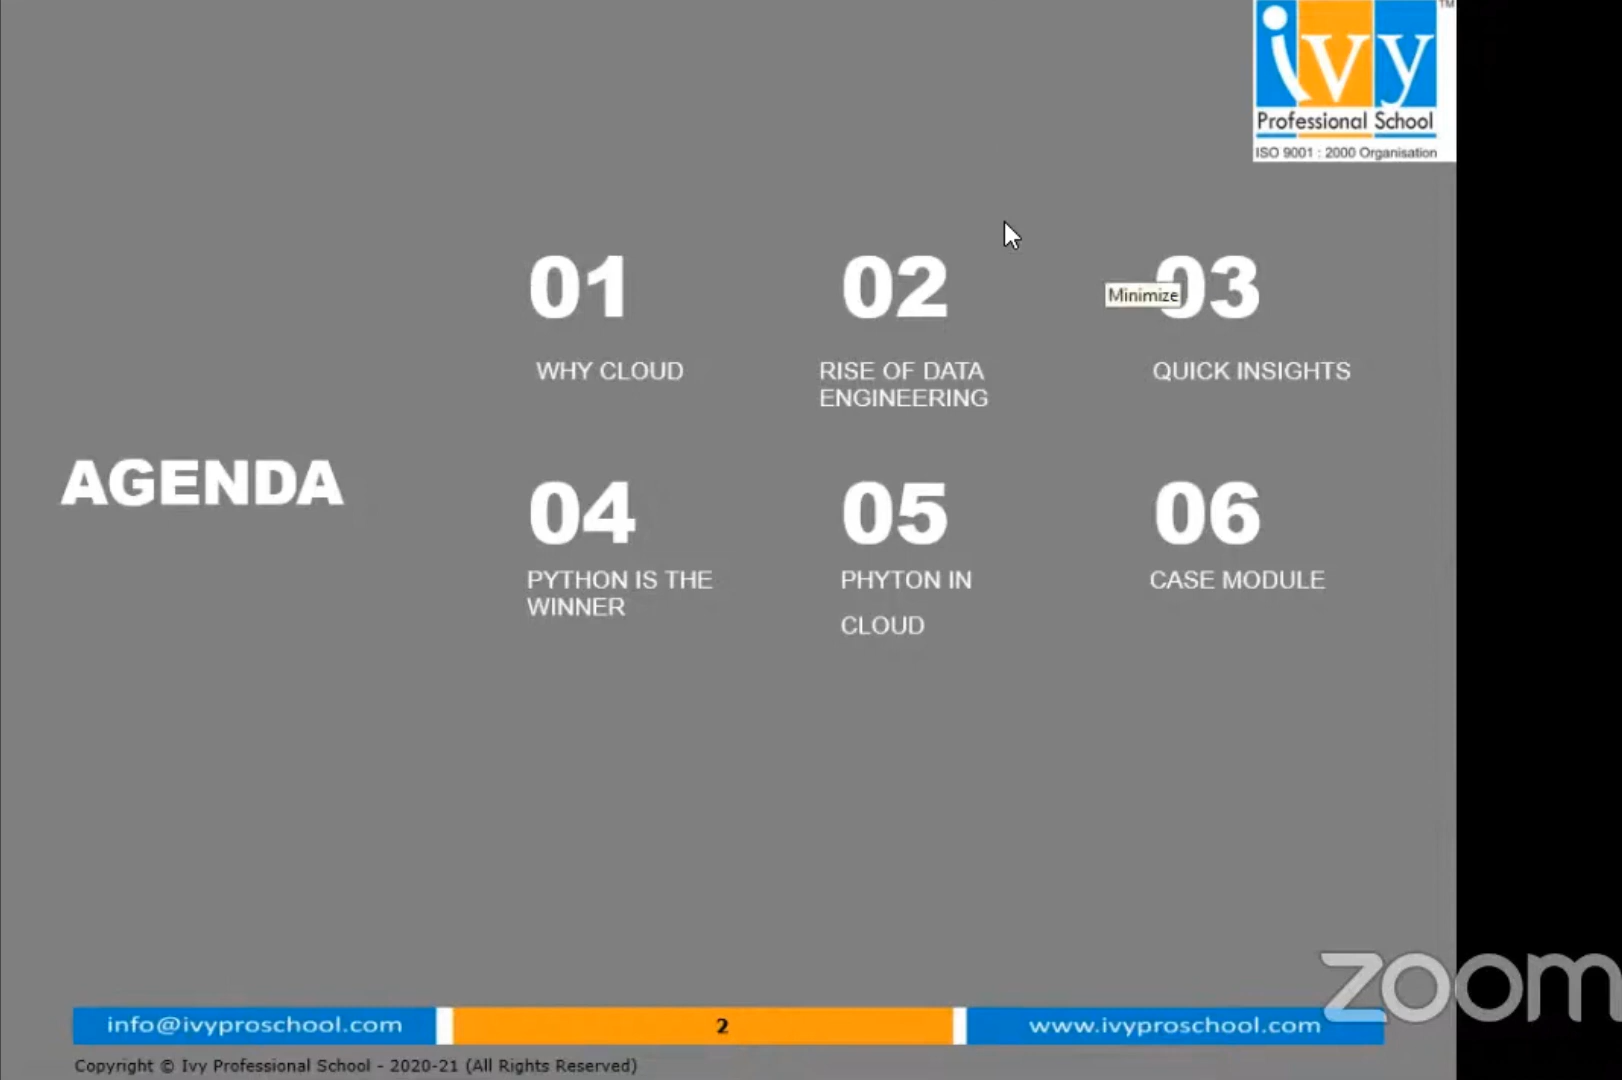 TM
ivy
Professional School
ISO 9001 : 2000 Organisation
01
02
03
Minimize
WHY CLOUD
RISE OF DATA
ENGINEERING
QUICK INSIGHTS
AGENDA
04
05
06
PYTHON IS THE
WINNER
PHYTON IN
CLOUD
CASE MODULE
zoom
info@ivyproschool.com
2
www.ivyproschool.com
Copyright © Ivy Professional School - 2020-21 (All Rights Reserved)